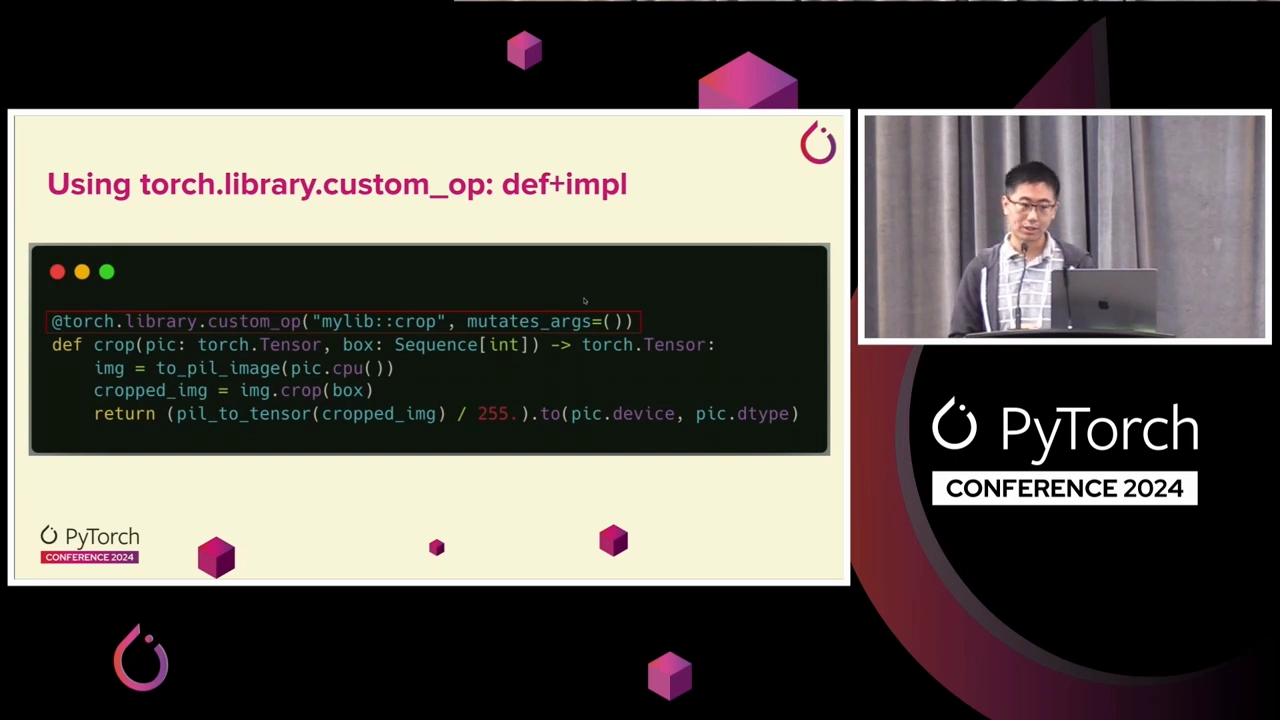 Using torch.library.custom_op: def+impl
@torch.library.custom_op("mylib::crop", mutates_args=())
def crop(pic: torch.Tensor, box: Sequence[int]) -> torch.Tensor:
    img = to_pil_image(pic.cpu())
    cropped_img = img.crop(box)
    return (pil_to_tensor(cropped_img) / 255.).to(pic.device, pic.dtype)
PyTorch
CONFERENCE 2024
PyTorch
CONFERENCE 2024